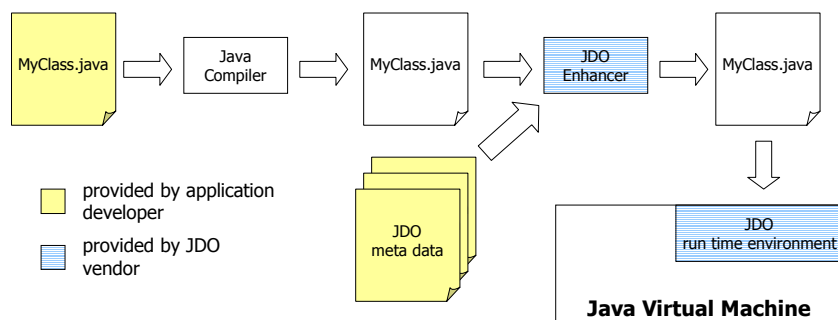 MyClass.java
Java
Compiler
MyClass.java
JDO
Enhancer
MyClass.java
provided by application
developer
provided by JDO
vendor
JDO
meta data
JDO
run time environment
Java Virtual Machine